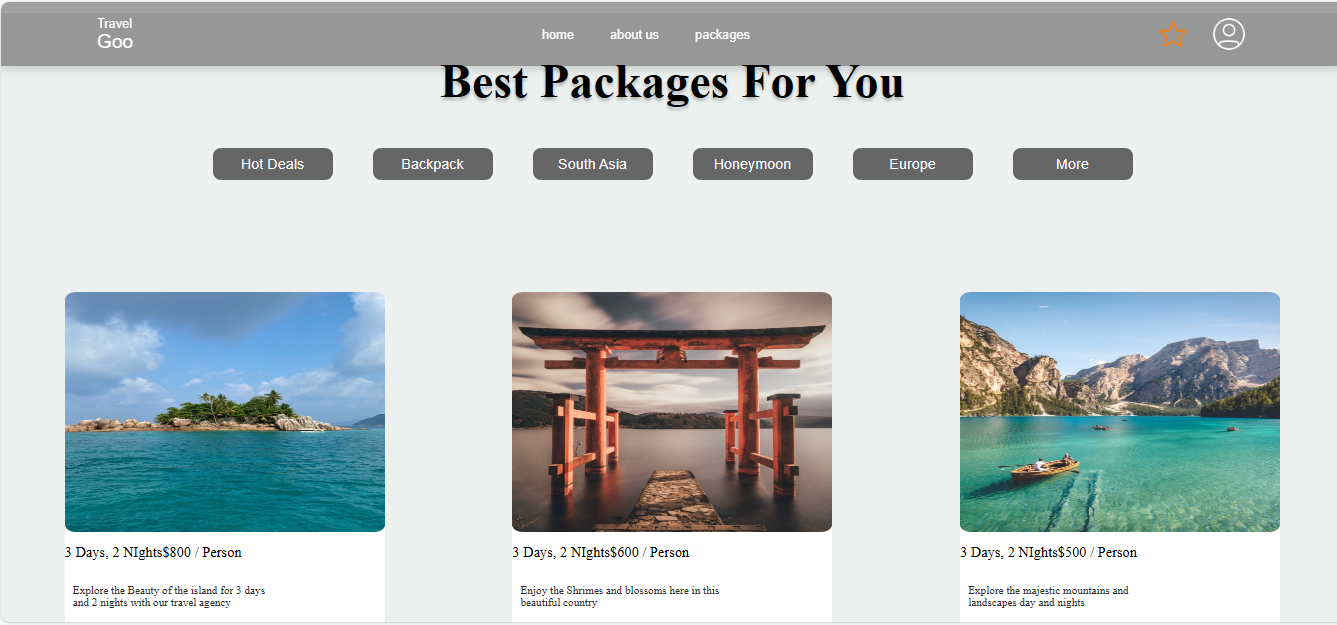 Travel
Goo
home about us packages
Best Packages For You
Hot Deals Backpack South Asia Honeymoon Europe More
3 Days, 2 NIghts$800 / Person
Explore the Beauty of the island for 3 days
and 2 nights with our travel agency
3 Days, 2 NIghts$600 / Person
Enjoy the Shrimes and blossoms here in this
beautiful country
3 Days, 2 NIghts$500 / Person
Explore the majestic mountains and
landscapes day and nights